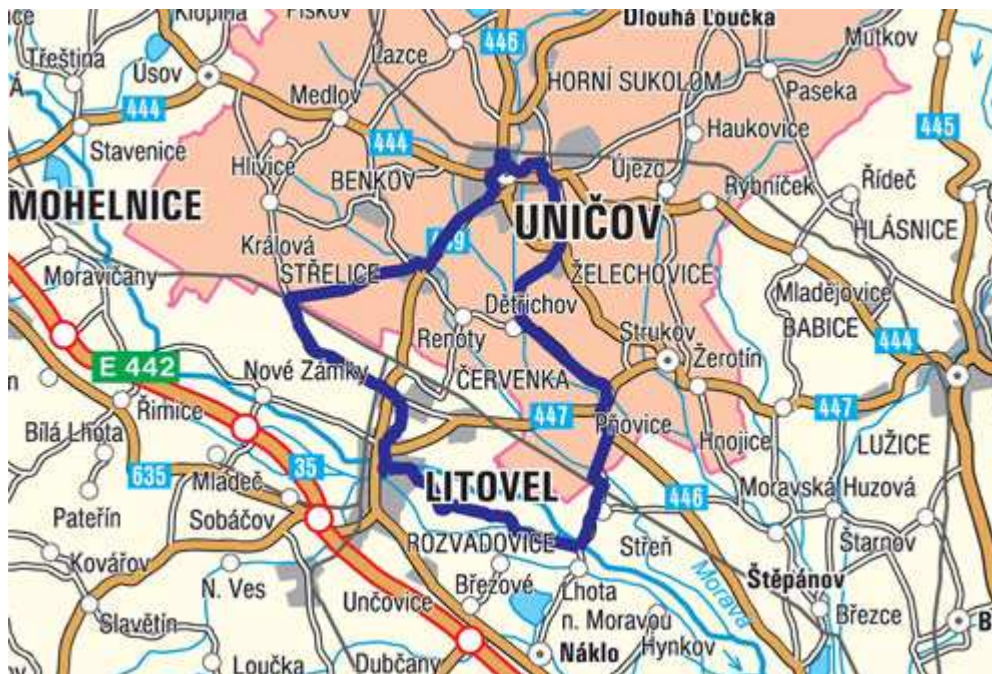 Klopina
Pískov
446
Dlouhá Loučka
Třeština
Úsov
Lazce
Mutkov
HORNÍ SUKOLOM
Paseka
444
Medlov
Stavenice
444
Haukovice
445
Hlivice
BENKOV
Újezd
Rybníček
Řídeč
MOHELNICE
UNIČOV
HLÁSNICE
Králová
Moravičany
STŘELICE
ŽELECHOVICE
Mladějovice
Dětřichov
BABICE
Renoty
Strukov
444
E 442
Nové Zámky
ČERVENKA
Žerotín
Řimice
447
Pňovice
447
Bílá Lhota
Hnojice
LUŽICE
635
35
Mladeč
LITOVEL
446
Moravská Huzová
Pateřín
Sobáčov
ROZVADOVICE
Střeň
Štarnov
Kovářov
N. Ves
Březové
Lhota
n. Moravou
Morava
Štěpánov
Březce
Slavětín
Unčovice
Hynkov
Loučka
Dubčany
Náklo